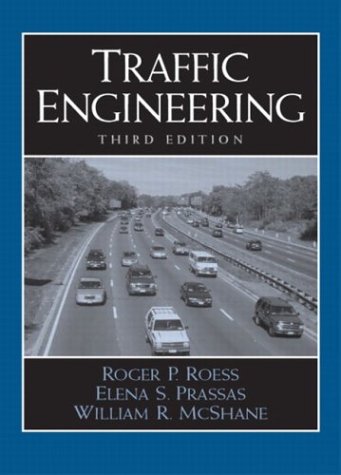 TRAFFIC
ENGINEERING
THIRD EDITION
ROGER P. ROESS
ELENA S. PRASSAS
WILLIAM R. MCSHANE